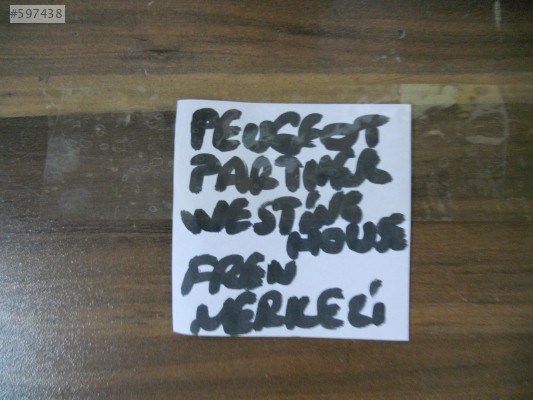 #597438
PEUGEOT
PARTNER
WESTİNG
HOUSE
FREN
MERKEZİ